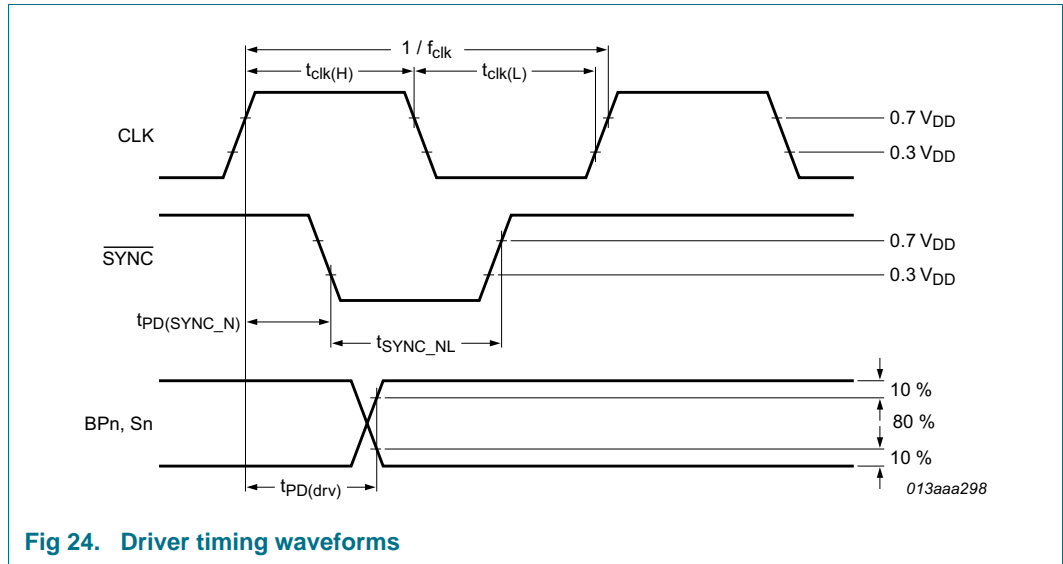 1 / fclk
tclk(H)
tclk(L)
CLK
0.7 VDD
0.3 VDD
SYNC
0.7 VDD
0.3 VDD
tPD(SYNC_N)
tSYNC_NL
BPn, Sn
10 %
80 %
10 %
tPD(drv)
013aaa298
Fig 24. Driver timing waveforms